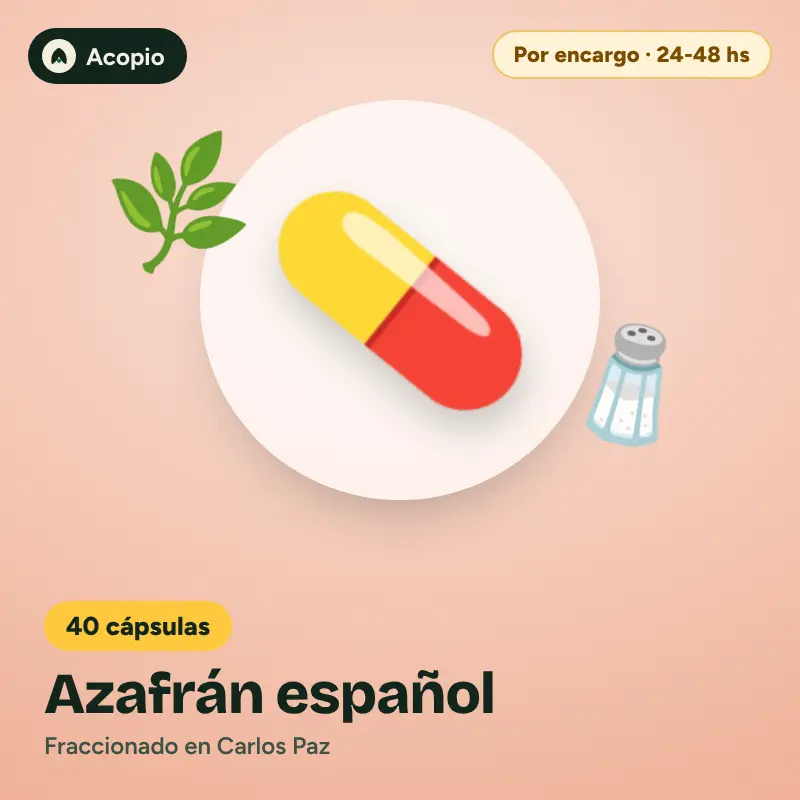 Acopio
Por encargo · 24-48 hs
40 cápsulas
Azafrán español
Fraccionado en Carlos Paz